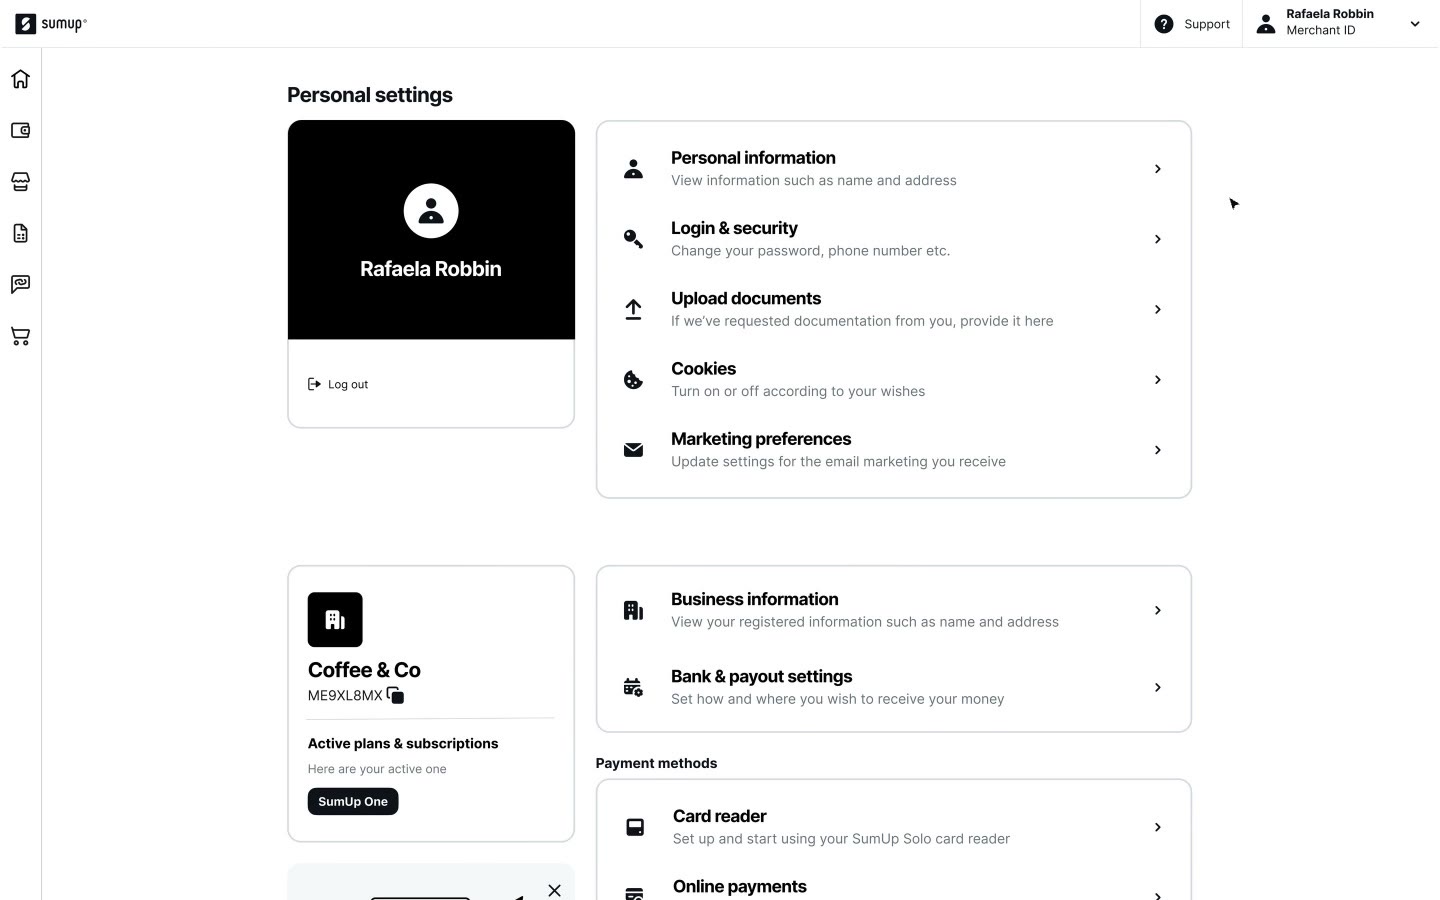 sumup®
Support
Rafaela Robbin
Merchant ID
Personal settings
Rafaela Robbin
Log out
Personal information
View information such as name and address
Login & security
Change your password, phone number etc.
Upload documents
If we’ve requested documentation from you, provide it here
Cookies
Turn on or off according to your wishes
Marketing preferences
Update settings for the email marketing you receive
Coffee & Co
ME9XL8MX
Active plans & subscriptions
Here are your active one
SumUp One
Business information
View your registered information such as name and address
Bank & payout settings
Set how and where you wish to receive your money
Payment methods
Card reader
Set up and start using your SumUp Solo card reader
Online payments